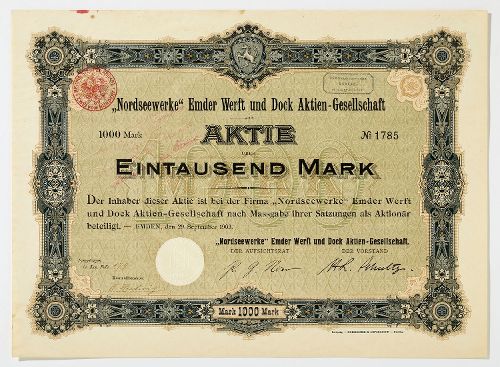 „Nordseewerke" Emder Werft und Dock Aktien-Gesellschaft
1000 Mark
AKTIE
№ 1785
ÜBER
EINTAUSEND MARK
Der Inhaber dieser Aktie ist bei der Firma „Nordseewerke" Emder Werft
und Dock Aktien-Gesellschaft nach Massgabe ihrer Satzungen als Aktionär
beteiligt. — EMDEN, den 29. September 1903.
„Nordseewerke" Emder Werft und Dock Aktien-Gesellschaft.
DER AUFSICHTSRAT
DER VORSTAND
Mark 1000 Mark